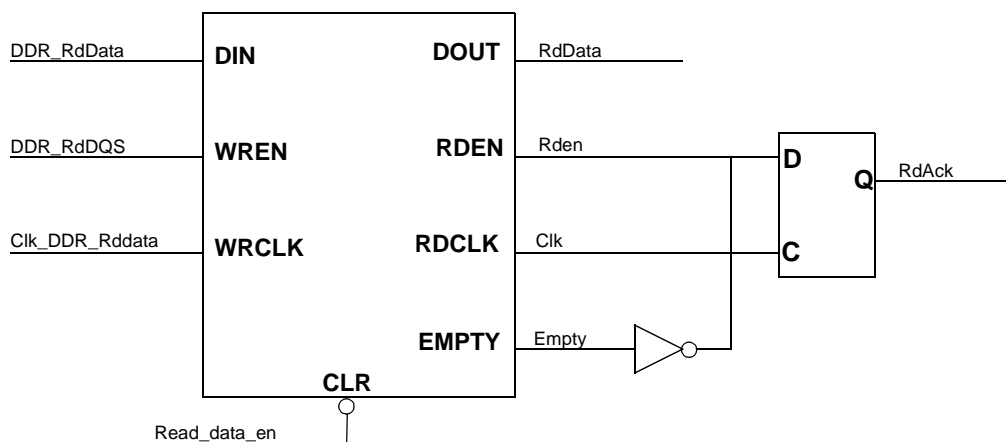 DDR_RdData
DIN
DOUT
RdData
DDR_RdDQS
WREN
RDEN
Rden
D
Q
RdAck
Clk_DDR_Rddata
WRCLK
RDCLK
Clk
C
EMPTY
Empty
CLR
Read_data_en